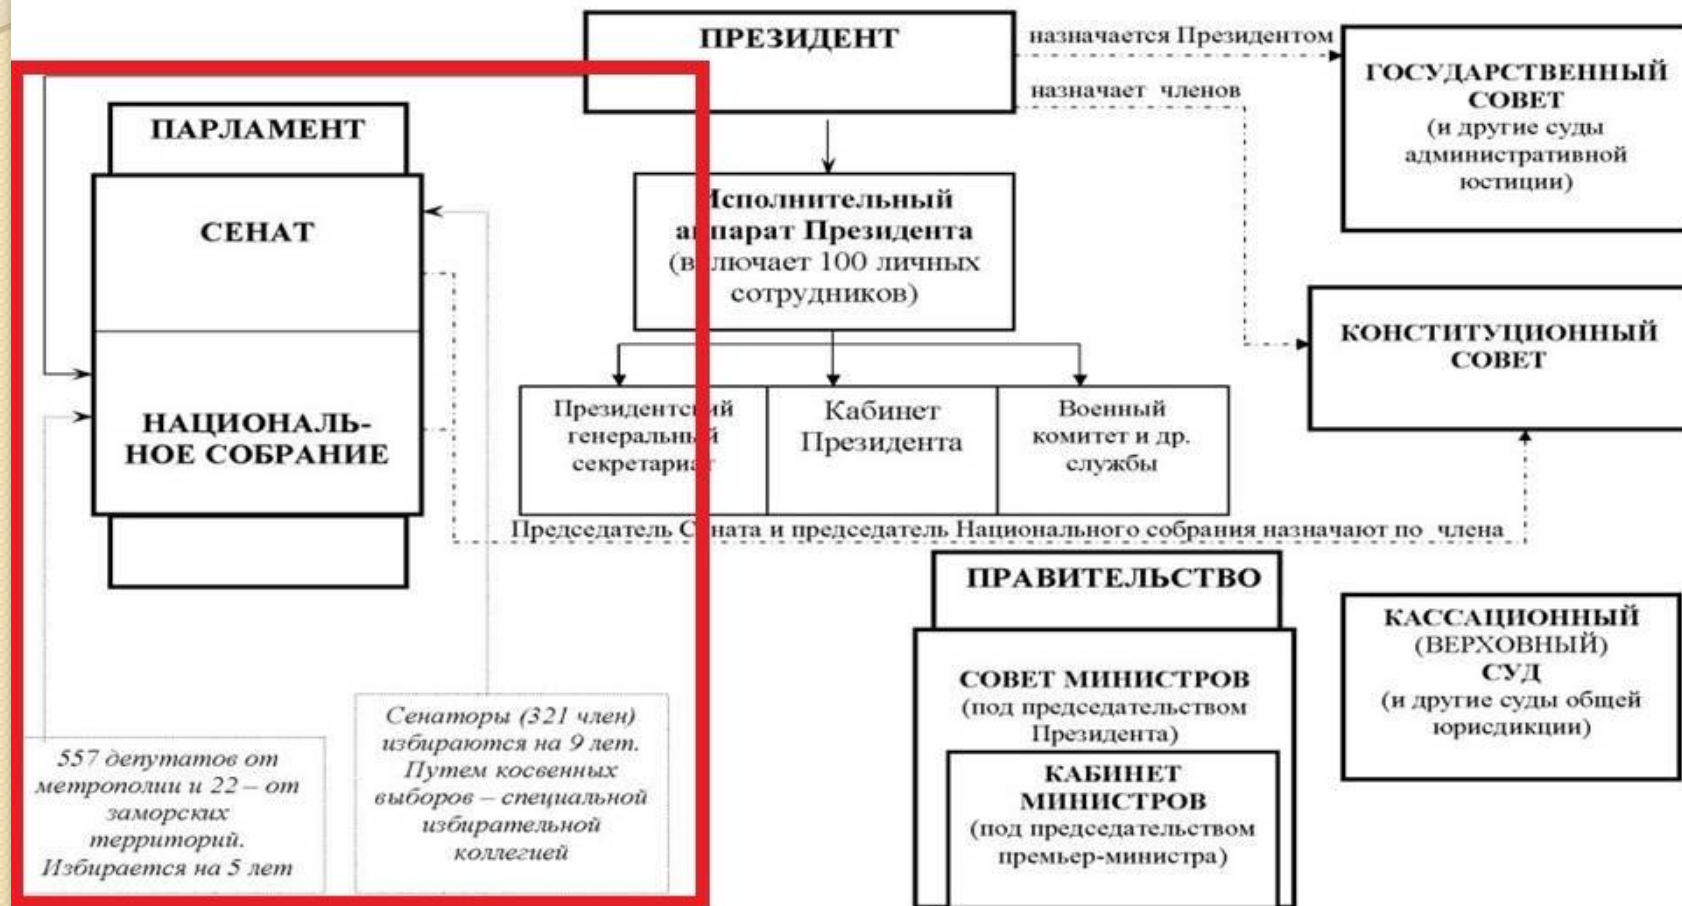 ПРЕЗИДЕНТ
назначается Президентом
назначает членов
ГОСУДАРСТВЕННЫЙ
СОВЕТ
(и другие суды
административной
юстиции)
ПАРЛАМЕНТ
СЕНАТ
НАЦИОНАЛЬ-
НОЕ СОБРАНИЕ
Исполнительный
аппарат Президента
(включает 100 личных
сотрудников)
КОНСТИТУЦИОННЫЙ
СОВЕТ
Президентский
генеральный
секретариат
Кабинет
Президента
Военный
комитет и др.
службы
Председатель Сената и председатель Национального собрания назначают по члена
ПРАВИТЕЛЬСТВО
СОВЕТ МИНИСТРОВ
(под председательством
Президента)
КАБИНЕТ
МИНИСТРОВ
(под председательством
премьер-министра)
КАССАЦИОННЫЙ
(ВЕРХОВНЫЙ)
СУД
(и другие суды общей
юрисдикции)
557 депутатов от
метрополии и 22 – от
заморских
территорий.
Избирается на 5 лет
Сенаторы (321 член)
избираются на 9 лет.
Путем косвенных
выборов – специальной
избирательной
коллегией